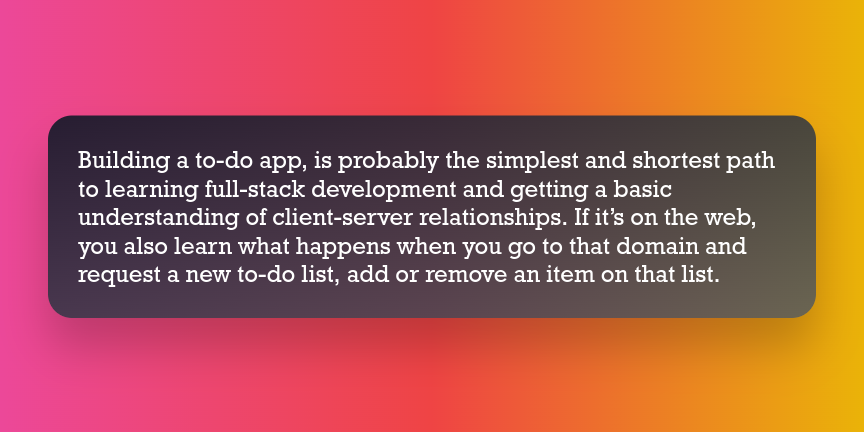 Building a to-do app, is probably the simplest and shortest path
to learning full-stack development and getting a basic
understanding of client-server relationships. If it’s on the web,
you also learn what happens when you go to that domain and
request a new to-do list, add or remove an item on that list.